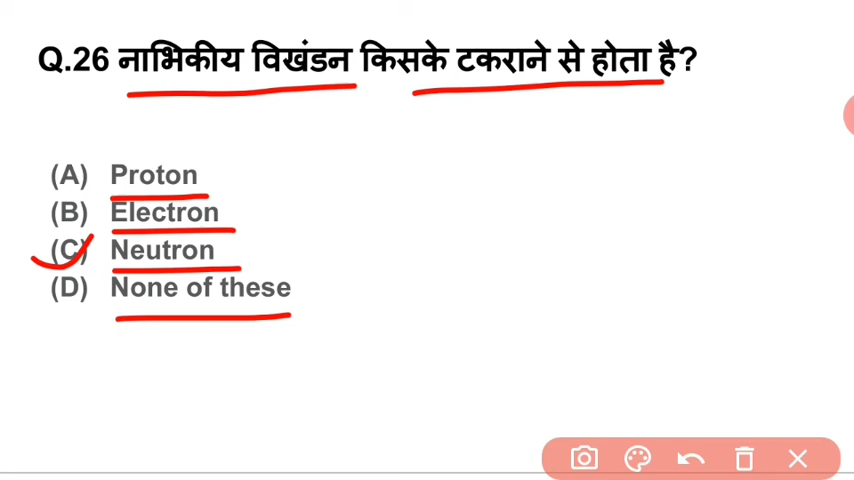 Q.26 नाभिकीय विखंडन किसके टकराने से होता है?
(A) Proton
(B) Electron
(C) Neutron
(D) None of these